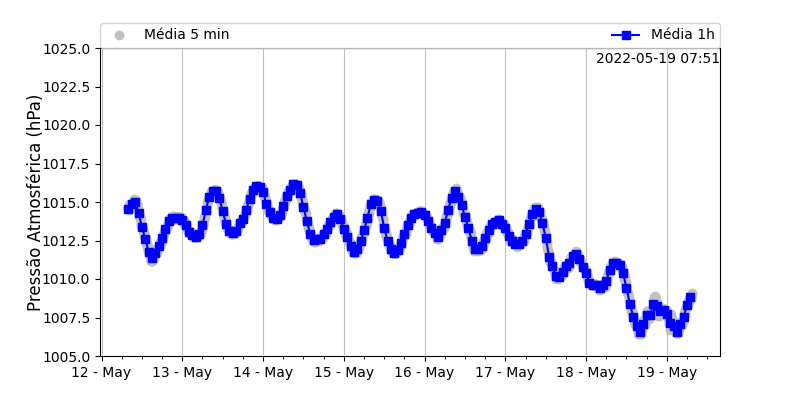 Média 5 min
Média 1h
2022-05-19 07:51
Pressão Atmosférica (hPa)
1025.0
1022.5
1020.0
1017.5
1015.0
1012.5
1010.0
1007.5
1005.0
12 - May
13 - May
14 - May
15 - May
16 - May
17 - May
18 - May
19 - May